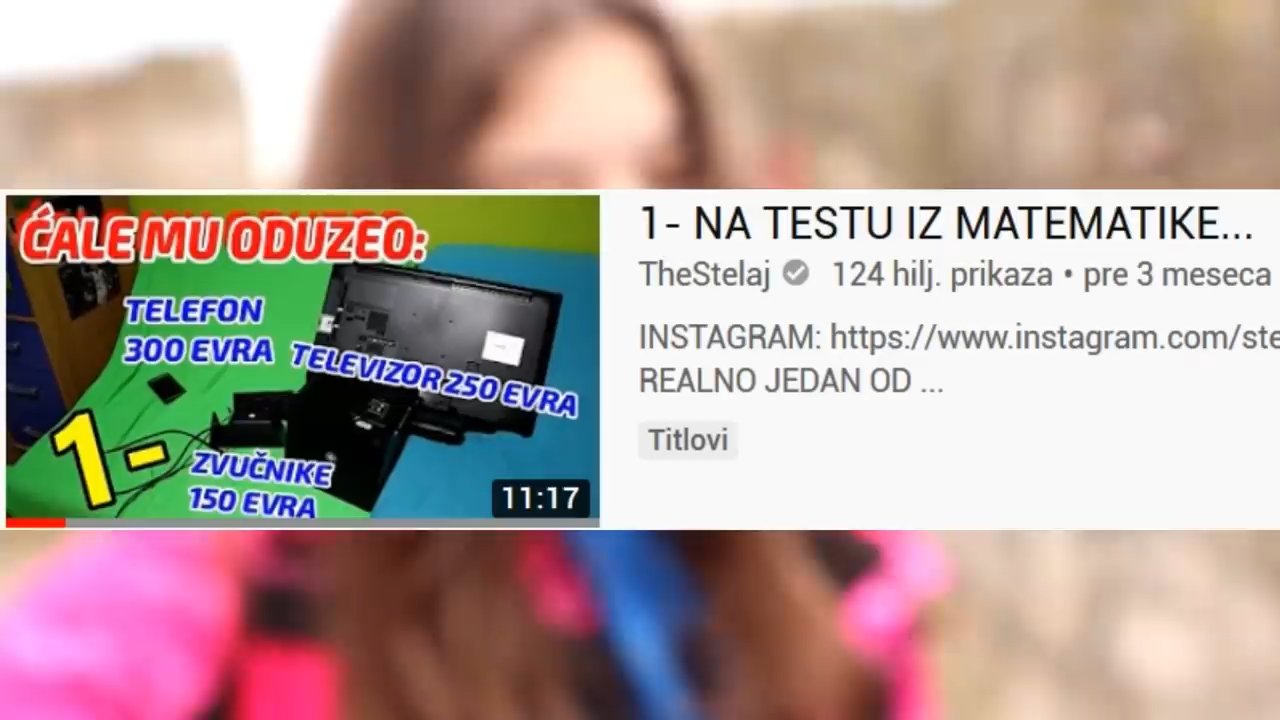 ĆALE MU ODUZEO:
TELEFON
300 EVRA
TELEVIZOR 250 EVRA
1-
ZVUČNIKE
150 EVRA
11:17
1- NA TESTU IZ MATEMATIKE...
TheStelaj 124 hilj. prikaza • pre 3 meseca
INSTAGRAM: https://www.instagram.com/ste
REALNO JEDAN OD ...
Titlovi